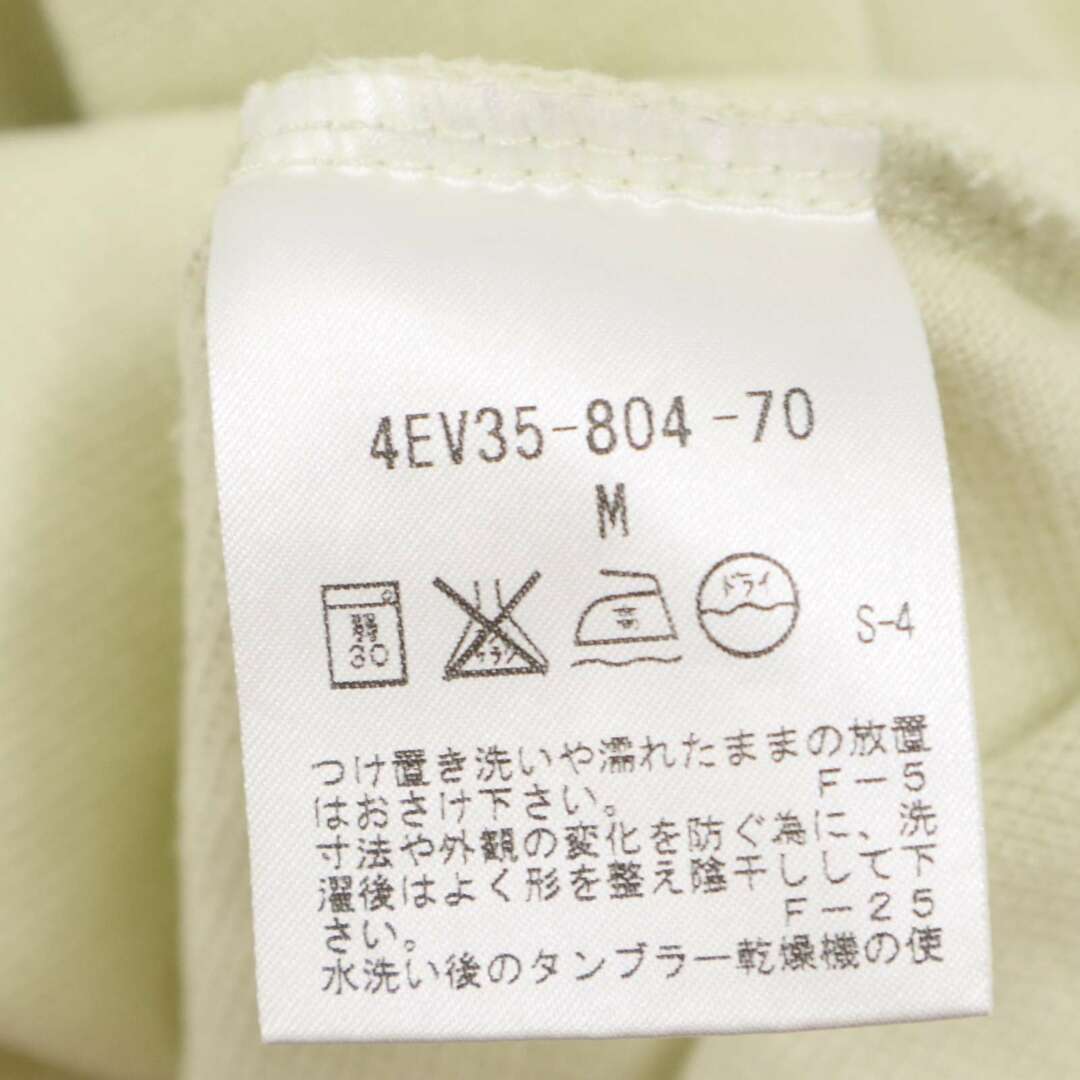 4EV35-804-70
M
弱
30
エンソ
サラシ
高
ドライ
S-4
つけ置き洗いや濡れたままの放置
はおさけ下さい。 F-5
寸法や外観の変化を防ぐ為に、洗
濯後はよく形を整え陰干しして下
さい。 F-25
水洗い後のタンブラー乾燥機の使